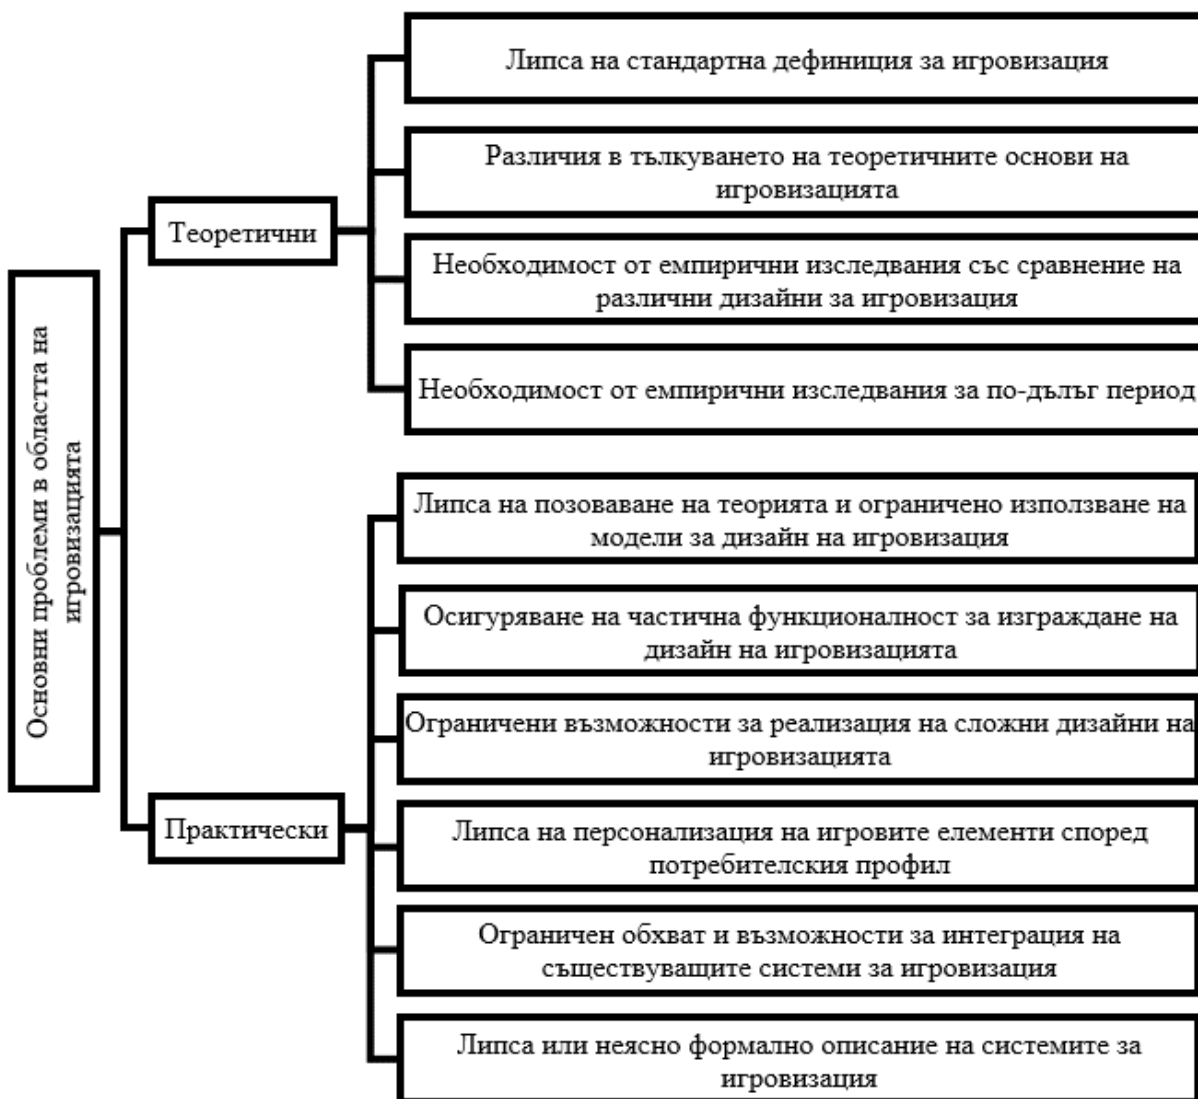 Основни проблеми в областта на
игровизацията
Теоретични
Липса на стандартна дефиниция за игровизация
Различия в тълкуването на теоретичните основи на
игровизацията
Необходимост от емпирични изследвания със сравнение на
различни дизайни за игровизация
Необходимост от емпирични изследвания за по-дълъг период
Практически
Липса на позоваване на теорията и ограничено използване на
модели за дизайн на игровизация
Осигуряване на частична функционалност за изграждане на
дизайн на игровизацията
Ограничени възможности за реализация на сложни дизайни на
игровизацията
Липса на персонализация на игровите елементи според
потребителския профил
Ограничен обхват и възможности за интеграция на
съществуващите системи за игровизация
Липса или неясно формално описание на системите за
игровизация